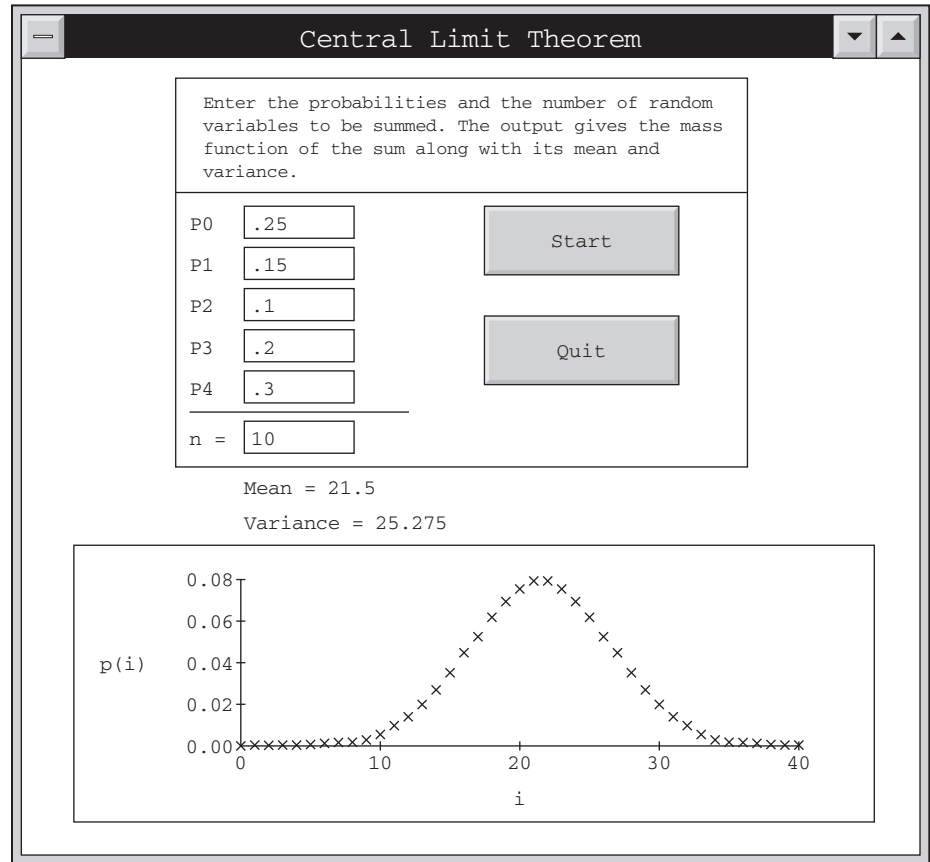 Central Limit Theorem
Enter the probabilities and the number of random
variables to be summed. The output gives the mass
function of the sum along with its mean and
variance.
P0 .25
Start
P1 .15
P2 .1
P3 .2
Quit
P4 .3
n = 10
Mean = 21.5
Variance = 25.275
0.08
0.06
p(i) 0.04
0.02
0.00
0 10 20 30 40
i